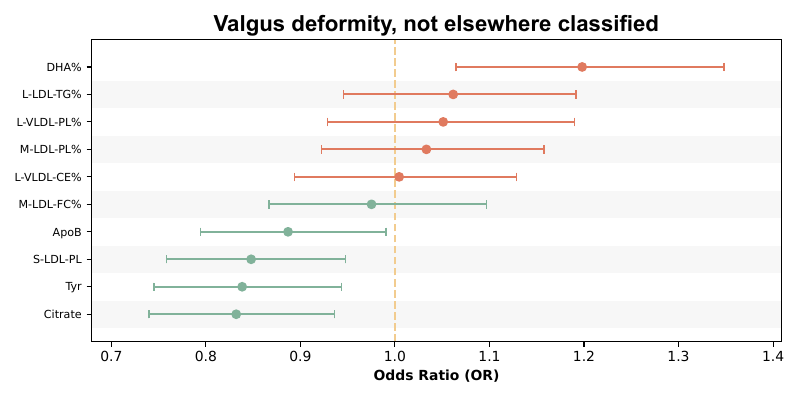 Valgus deformity, not elsewhere classified
DHA%
L-LDL-TG%
L-VLDL-PL%
M-LDL-PL%
L-VLDL-CE%
M-LDL-FC%
ApoB
S-LDL-PL
Tyr
Citrate
0.7 0.8 0.9 1.0 1.1 1.2 1.3 1.4
Odds Ratio (OR)